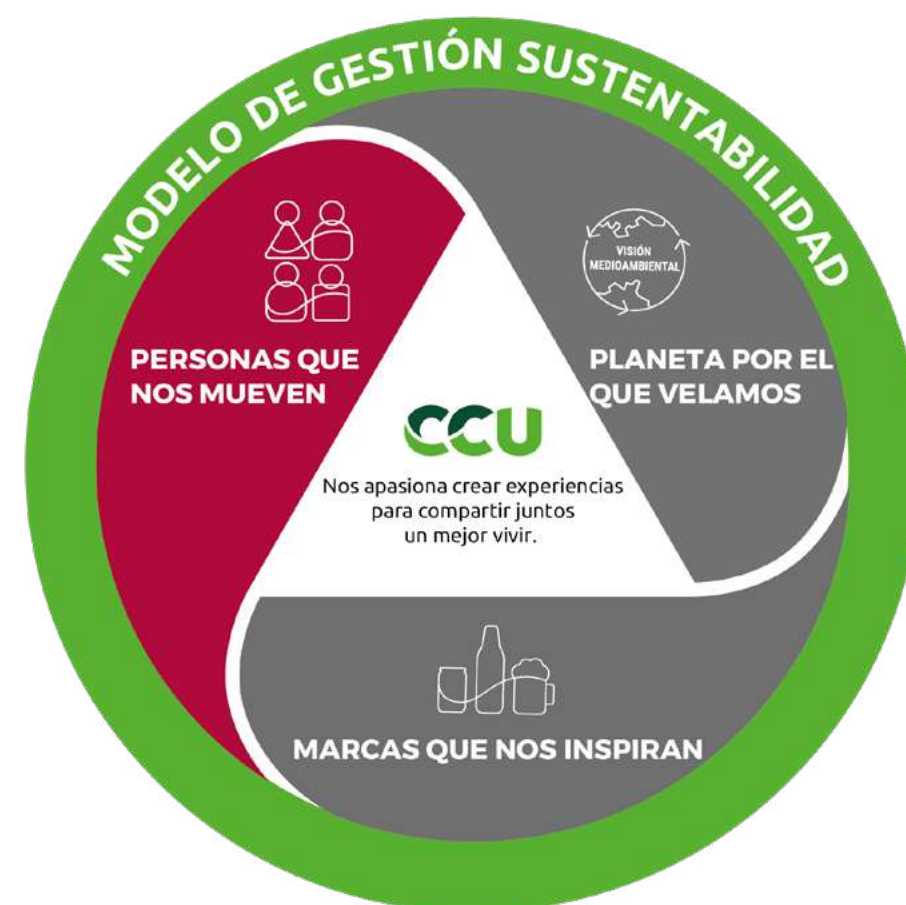 MODELO DE GESTIÓN SUSTENTABILIDAD
PERSONAS QUE
NOS MUEVEN
VISIÓN
MEDIOAMBIENTAL
PLANETA POR EL
QUE VELAMOS
CCU
Nos apasiona crear experiencias
para compartir juntos
un mejor vivir.
MARCAS QUE NOS INSPIRAN